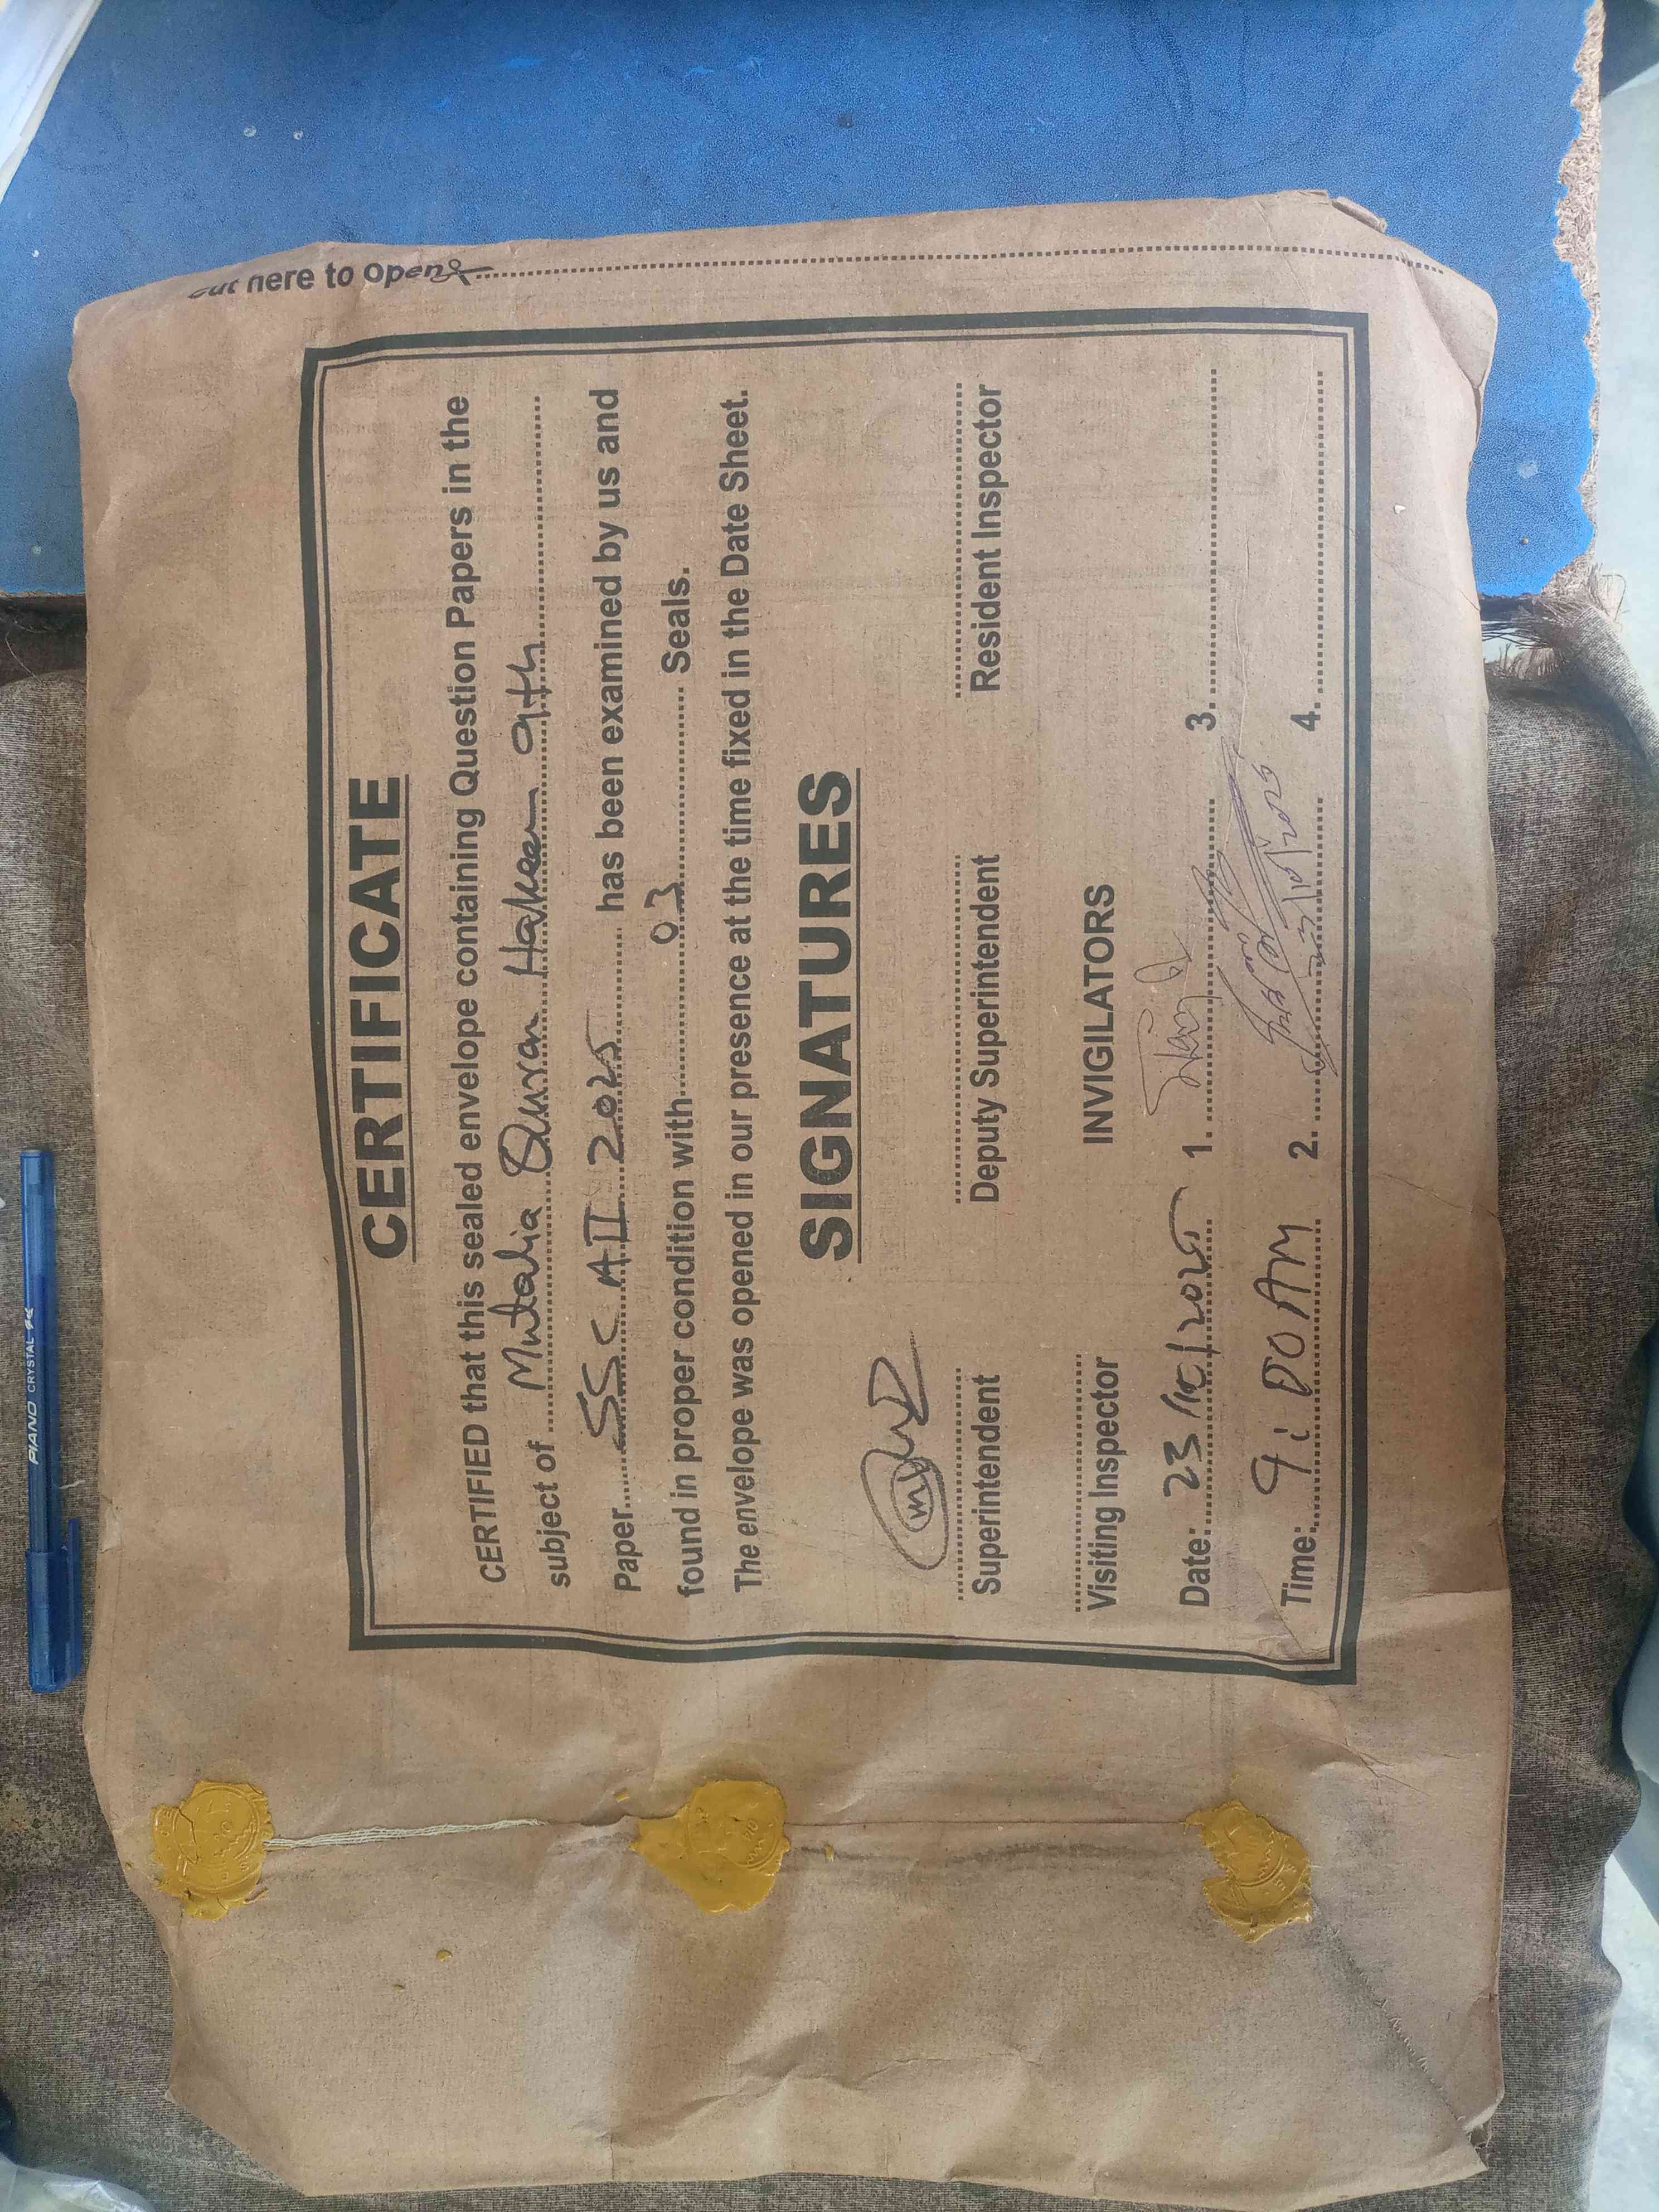 cut here to open
CERTIFICATE
CERTIFIED that this sealed envelope containing Question Papers in the
subject of Mutalia Quran Hakeem 9th
Paper SSC AII 2025 has been examined by us and
found in proper condition with 03 Seals.
The envelope was opened in our presence at the time fixed in the Date Sheet.
SIGNATURES
Superintendent Deputy Superintendent Resident Inspector
Visiting Inspector INVIGILATORS
Date: 23 2025 1. 3.
Time: 9:00 AM 2. 4.
PIANO CRYSTAL